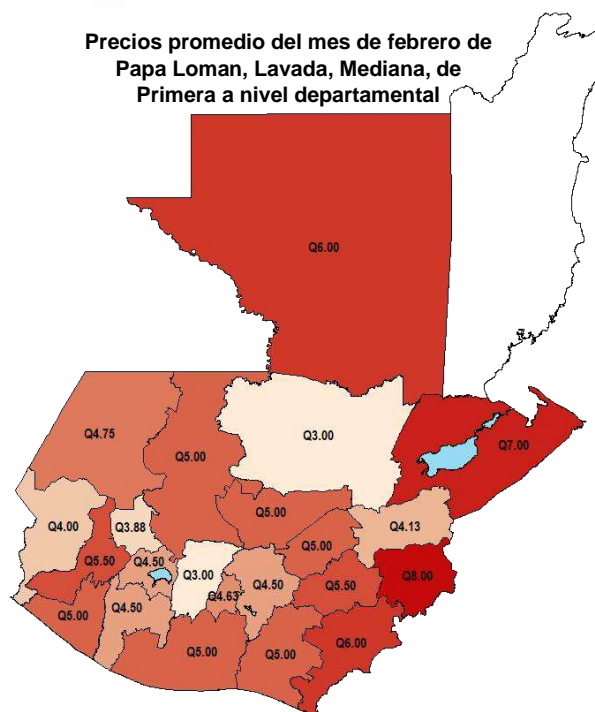 Precios promedio del mes de febrero de
Papa Loman, Lavada, Mediana, de
Primera a nivel departamental
Q6.00
Q4.75
Q3.00
Q7.00
Q5.00
Q5.00
Q4.00
Q3.88
Q4.13
Q5.00
Q5.50
Q4.50
Q3.00
Q4.50
Q5.50
Q8.00
Q4.63
Q5.00
Q4.50
Q5.00
Q5.00
Q6.00